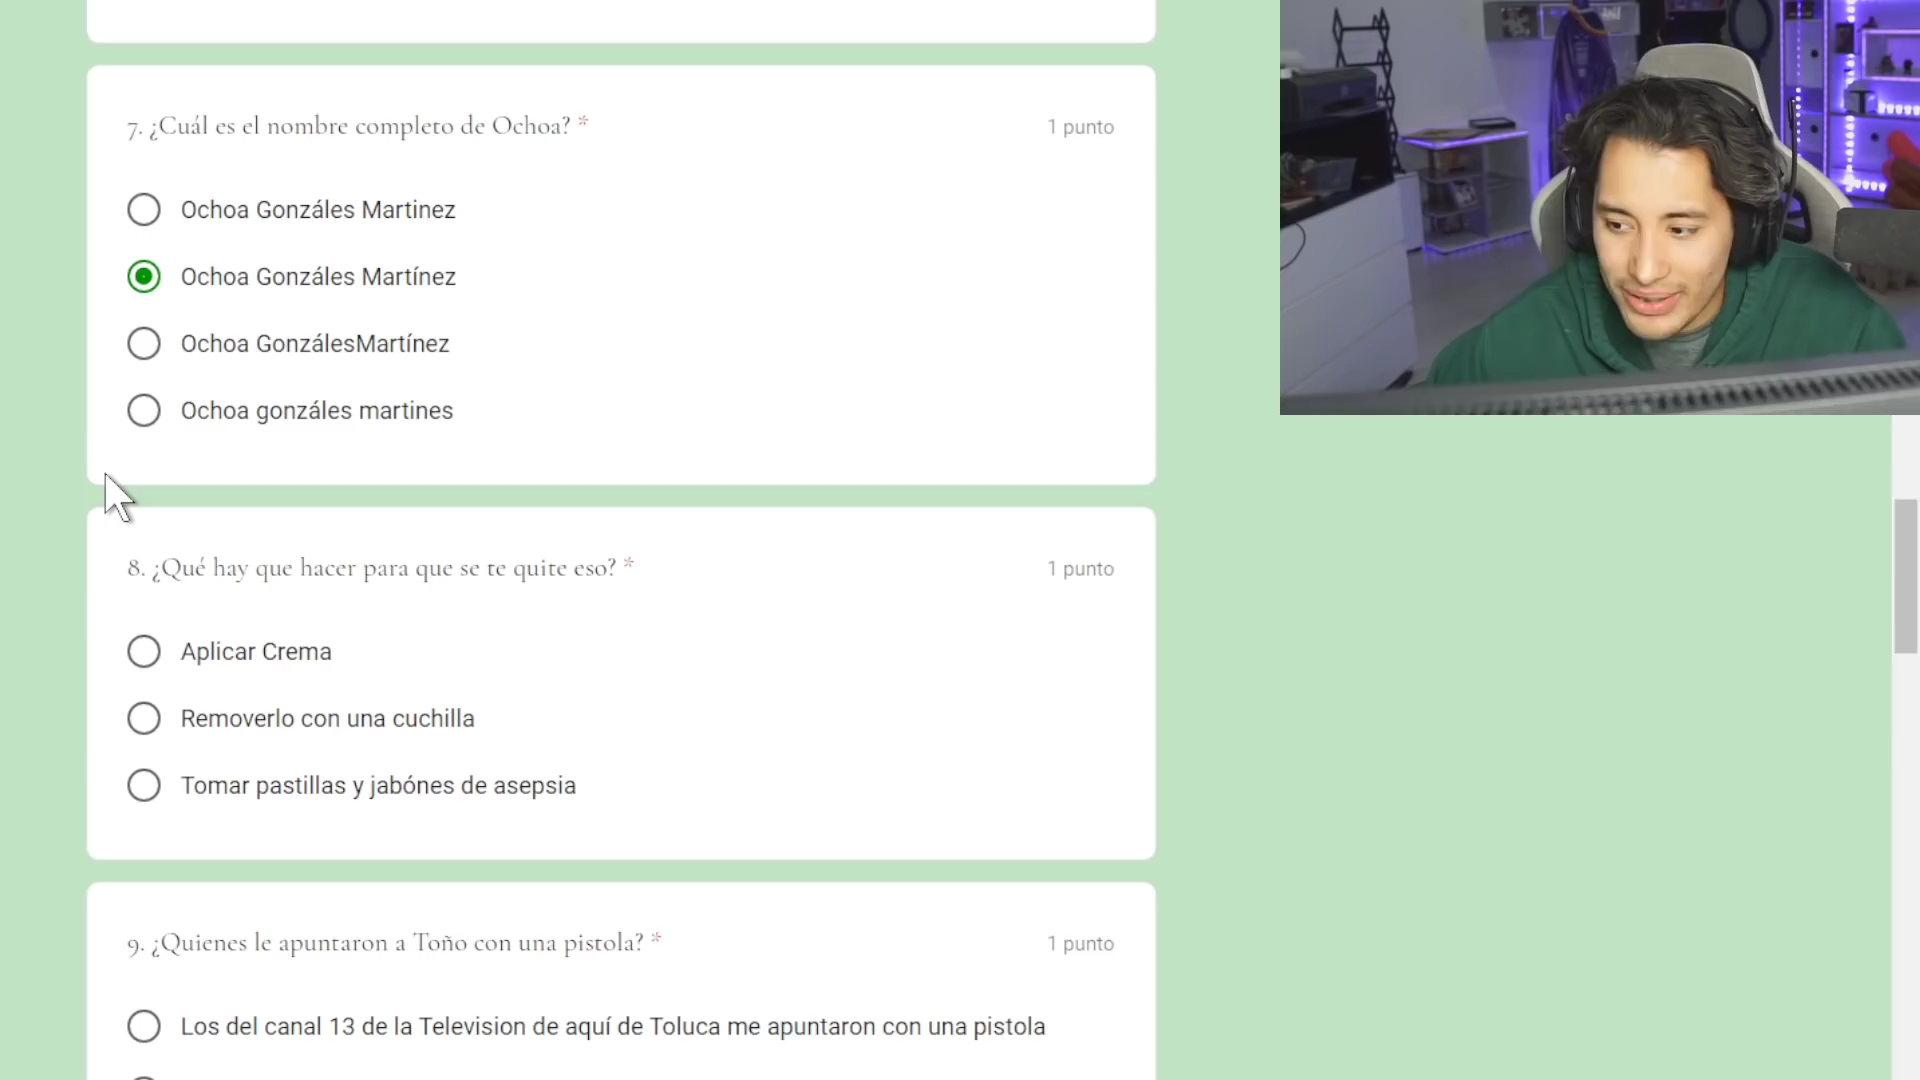 7. ¿Cuál es el nombre completo de Ochoa? *
1 punto
Ochoa Gonzáles Martinez
Ochoa Gonzáles Martínez
Ochoa GonzálesMartínez
Ochoa gonzáles martines
8. ¿Qué hay que hacer para que se te quite eso? *
1 punto
Aplicar Crema
Removerlo con una cuchilla
Tomar pastillas y jabónes de asepsia
9. ¿Quienes le apuntaron a Toño con una pistola? *
1 punto
Los del canal 13 de la Television de aquí de Toluca me apuntaron con una pistola